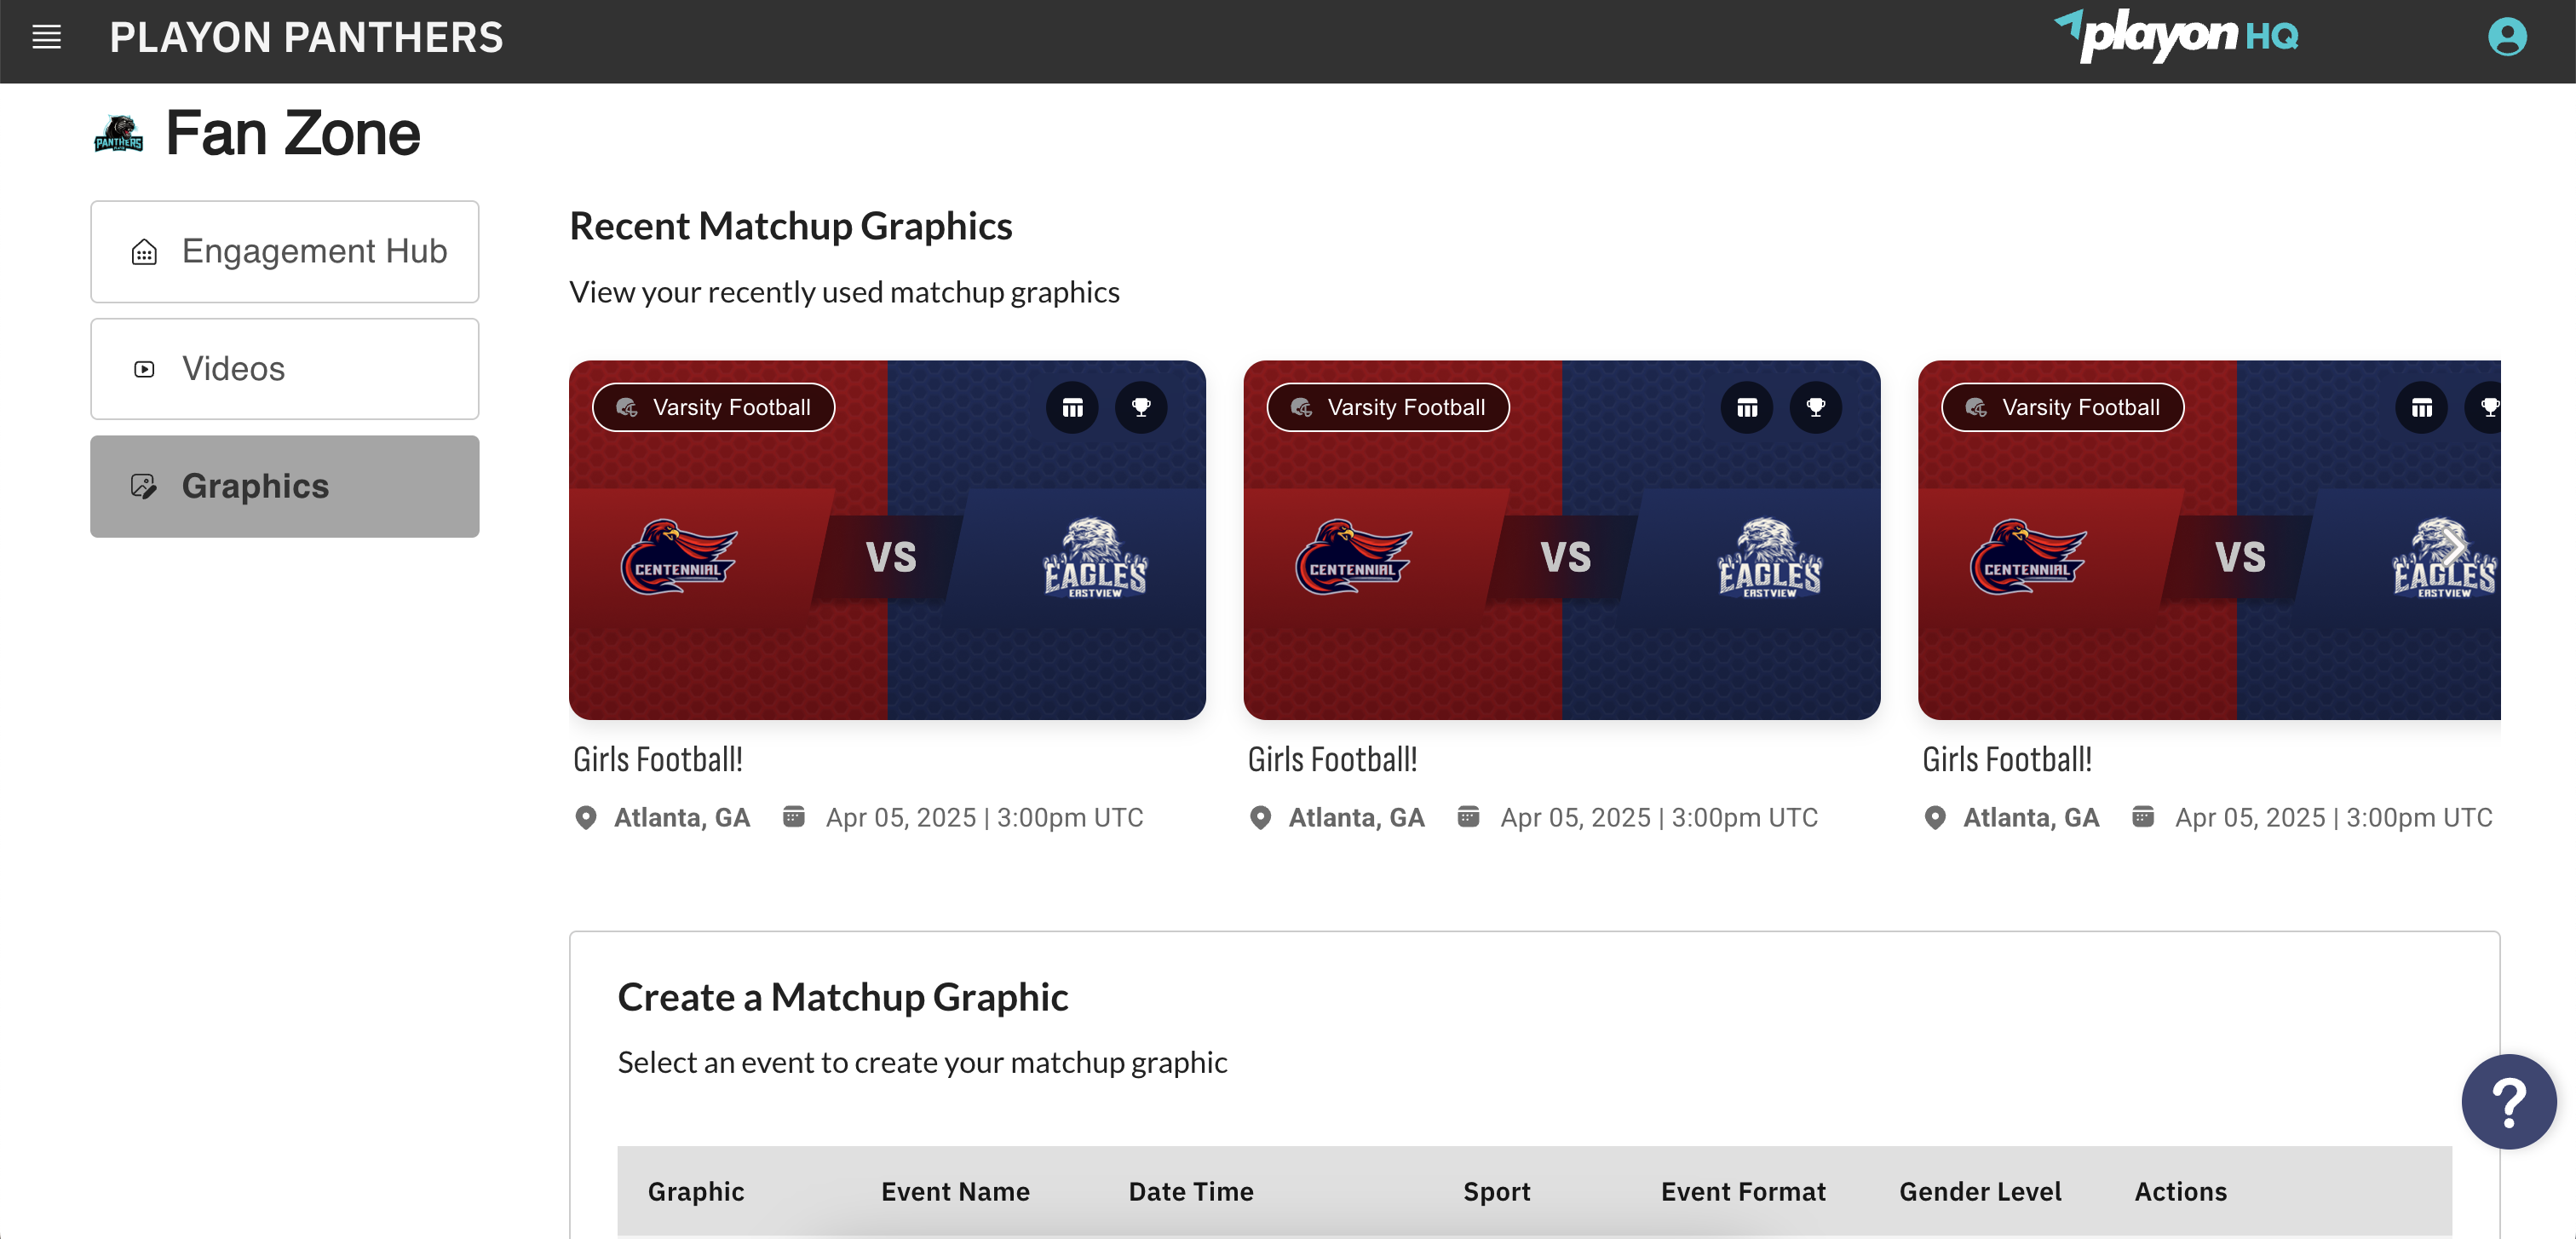 PLAYON PANTHERS
playon HQ
PANTHERS
Fan Zone
Engagement Hub
Videos
Graphics
Recent Matchup Graphics
View your recently used matchup graphics
Varsity Football
CENTENNIAL
VS
EAGLES
EASTVIEW
Girls Football!
Atlanta, GA
Apr 05, 2025 | 3:00pm UTC
Varsity Football
CENTENNIAL
VS
EAGLES
EASTVIEW
Girls Football!
Atlanta, GA
Apr 05, 2025 | 3:00pm UTC
Varsity Football
CENTENNIAL
VS
EAGLES
EASTVIEW
Girls Football!
Atlanta, GA
Apr 05, 2025 | 3:00pm UTC
Create a Matchup Graphic
Select an event to create your matchup graphic
?
Graphic Event Name Date Time Sport Event Format Gender Level Actions